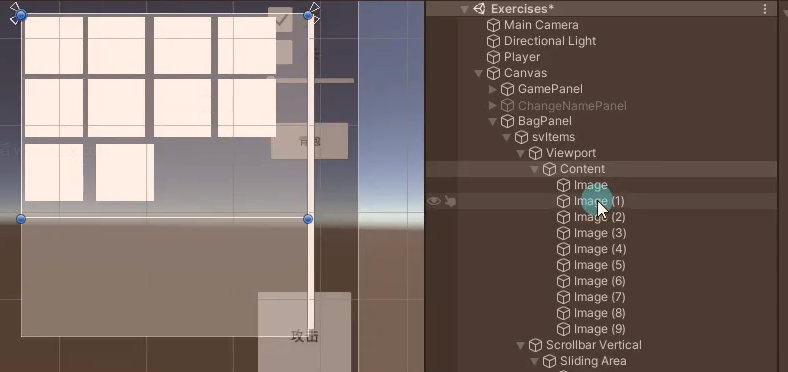 背包
攻击
Exercises*
Main Camera
Directional Light
Player
Canvas
GamePanel
ChangeNamePanel
BagPanel
svItems
Viewport
Content
Image
Image (1)
Image (2)
Image (3)
Image (4)
Image (5)
Image (6)
Image (7)
Image (8)
Image (9)
Scrollbar Vertical
Sliding Area